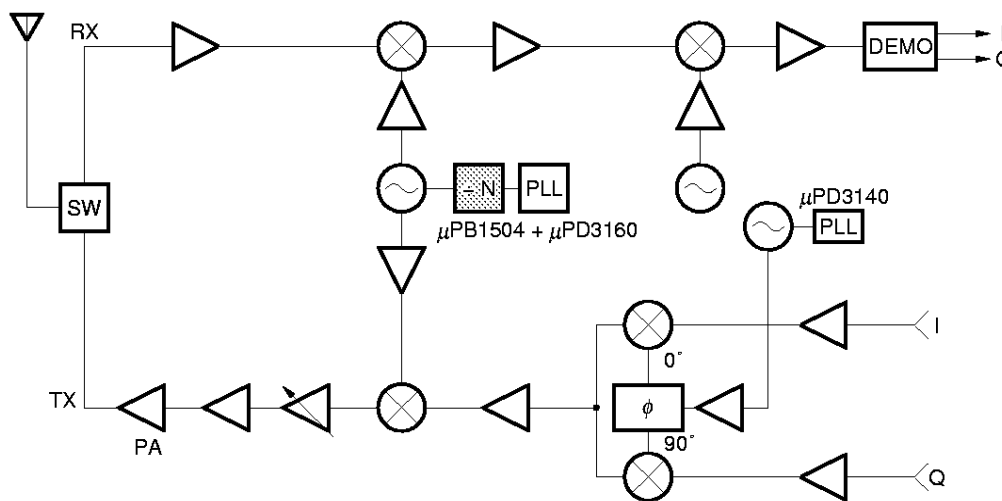 RX
DEMO
SW
÷ N
PLL
µPB1504 + µPD3160
µPD3140
PLL
I
0°
TX
PA
ϕ
90°
Q